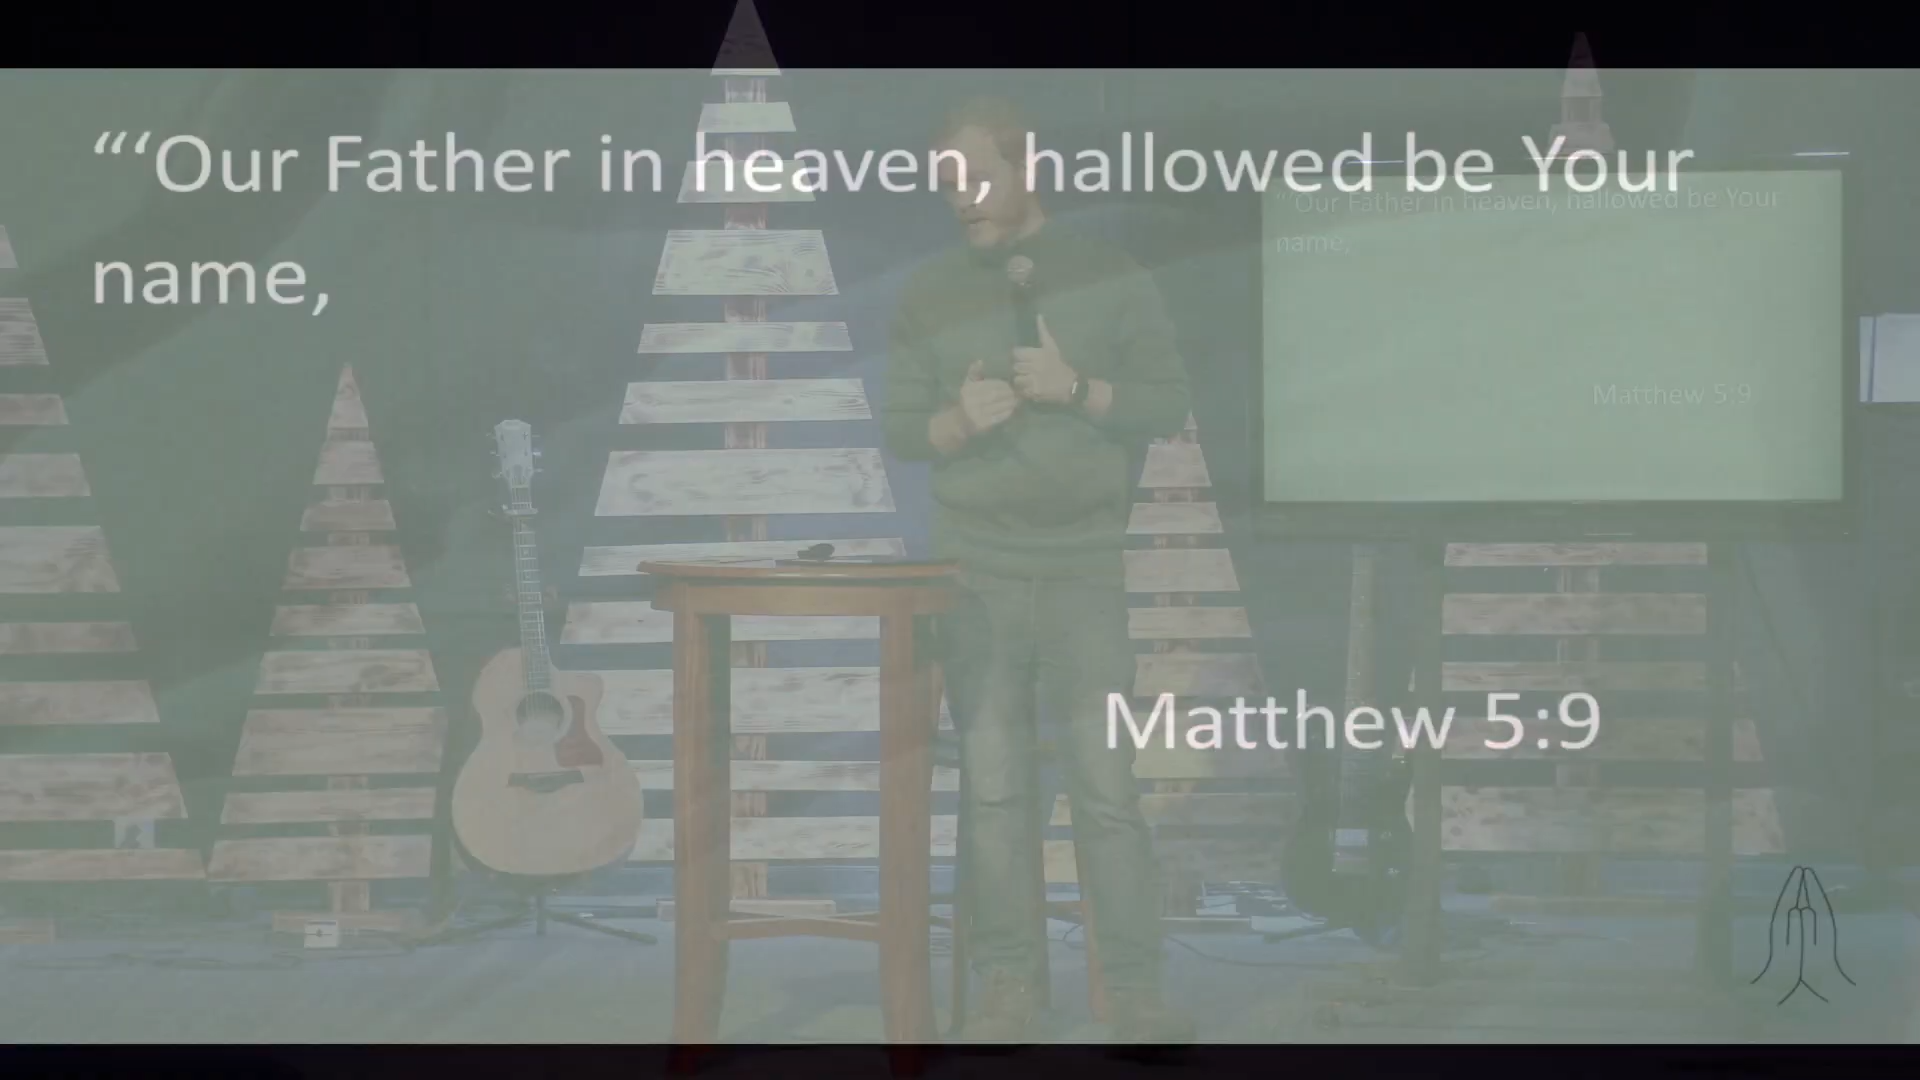 “‘Our Father in heaven, hallowed be Your
name,
Matthew 5:9
“‘Our Father in heaven, hallowed be Your
name,
Matthew 5:9